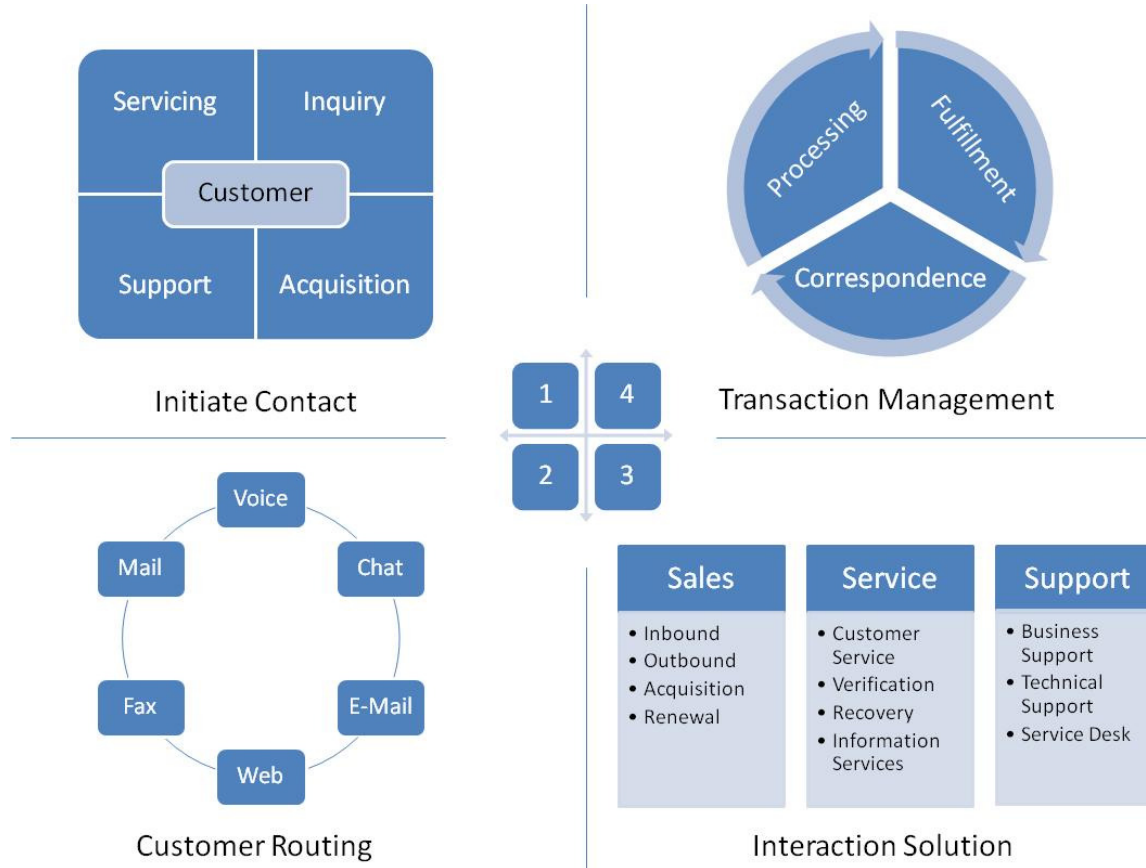 Servicing
Inquiry
Customer
Support
Acquisition
Initiate Contact
Processing
Fulfillment
Correspondence
Transaction Management
1
4
2
3
Voice
Mail
Chat
Fax
E-Mail
Web
Customer Routing
Sales
• Inbound
• Outbound
• Acquisition
• Renewal
Service
• Customer
Service
• Verification
• Recovery
• Information
Services
Support
• Business
Support
• Technical
Support
• Service Desk
Interaction Solution